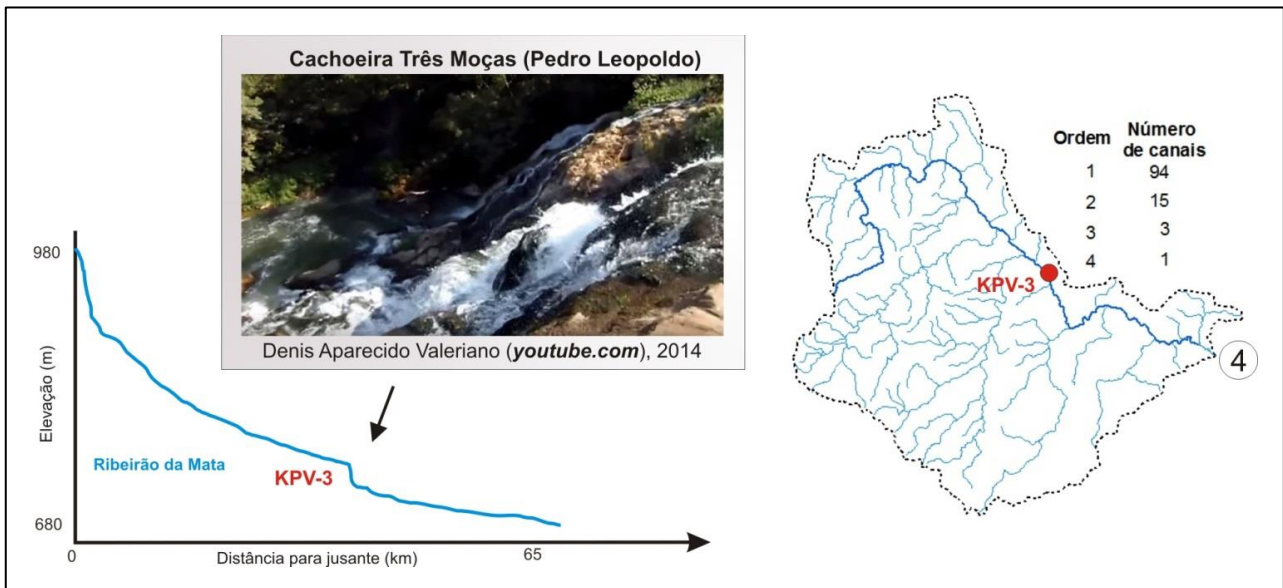 Cachoeira Três Moças (Pedro Leopoldo)
Denis Aparecido Valeriano (youtube.com), 2014
980
Elevação (m)
Ribeirão da Mata
KPV-3
680
0
Distância para jusante (km)
65
Ordem Número de canais
1 94
2 15
3 3
4 1
KPV-3
4